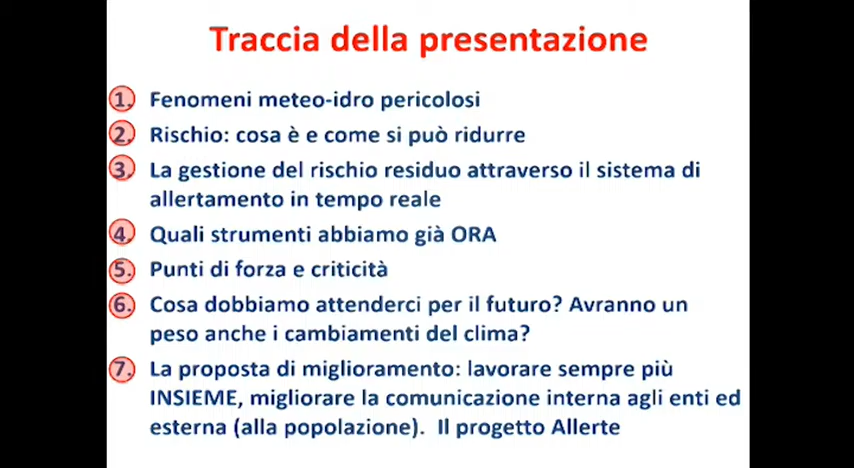 Traccia della presentazione
1. Fenomeni meteo-idro pericolosi
2. Rischio: cosa è e come si può ridurre
3. La gestione del rischio residuo attraverso il sistema di
allertamento in tempo reale
4. Quali strumenti abbiamo già ORA
5. Punti di forza e criticità
6. Cosa dobbiamo attenderci per il futuro? Avranno un
peso anche i cambiamenti del clima?
7. La proposta di miglioramento: lavorare sempre più
INSIEME, migliorare la comunicazione interna agli enti ed
esterna (alla popolazione). Il progetto Allerte